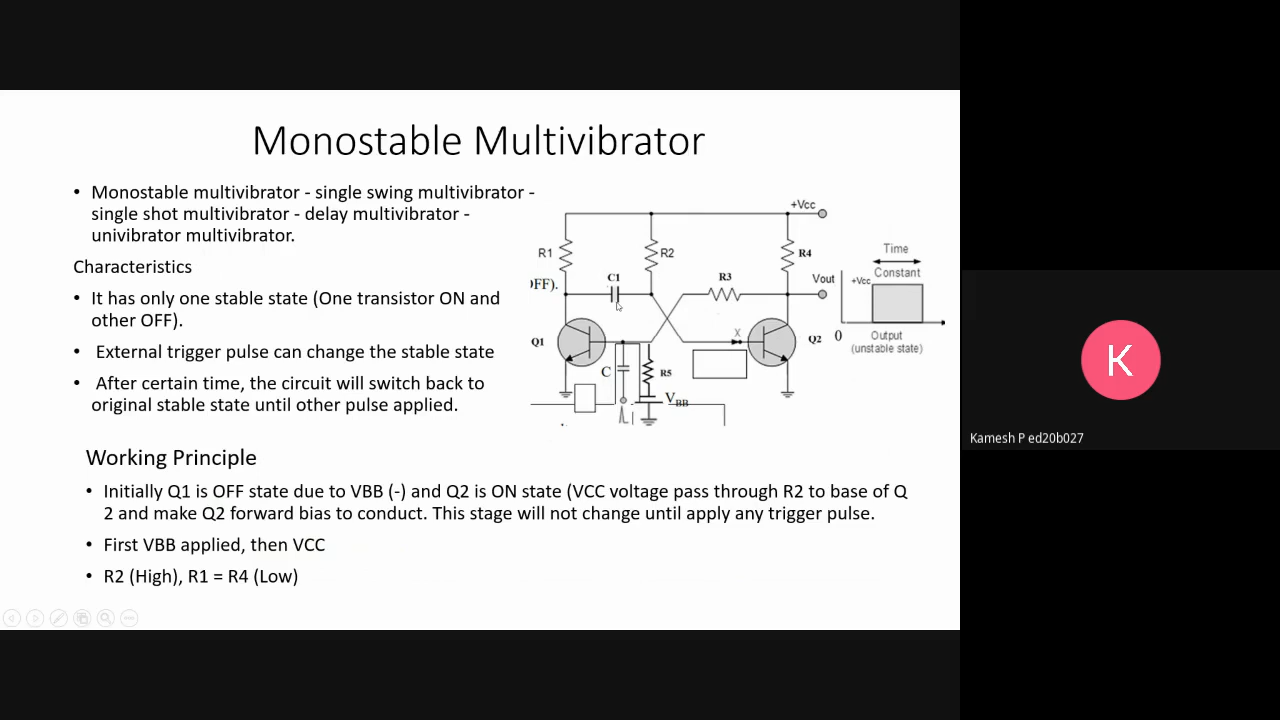 Monostable Multivibrator
• Monostable multivibrator - single swing multivibrator -
single shot multivibrator - delay multivibrator -
univibrator multivibrator.
Characteristics
• It has only one stable state (One transistor ON and
other OFF).
• External trigger pulse can change the stable state
• After certain time, the circuit will switch back to
original stable state until other pulse applied.
+Vcc
R1
R2
R4
C1
R3
OFF).
Vout
Q1
X
Q2
C
R5
VBB
Time
Constant
+Vcc
0
Output
(unstable state)
Working Principle
• Initially Q1 is OFF state due to VBB (-) and Q2 is ON state (VCC voltage pass through R2 to base of Q
2 and make Q2 forward bias to conduct. This stage will not change until apply any trigger pulse.
• First VBB applied, then VCC
• R2 (High), R1 = R4 (Low)
K
Kamesh P ed20b027